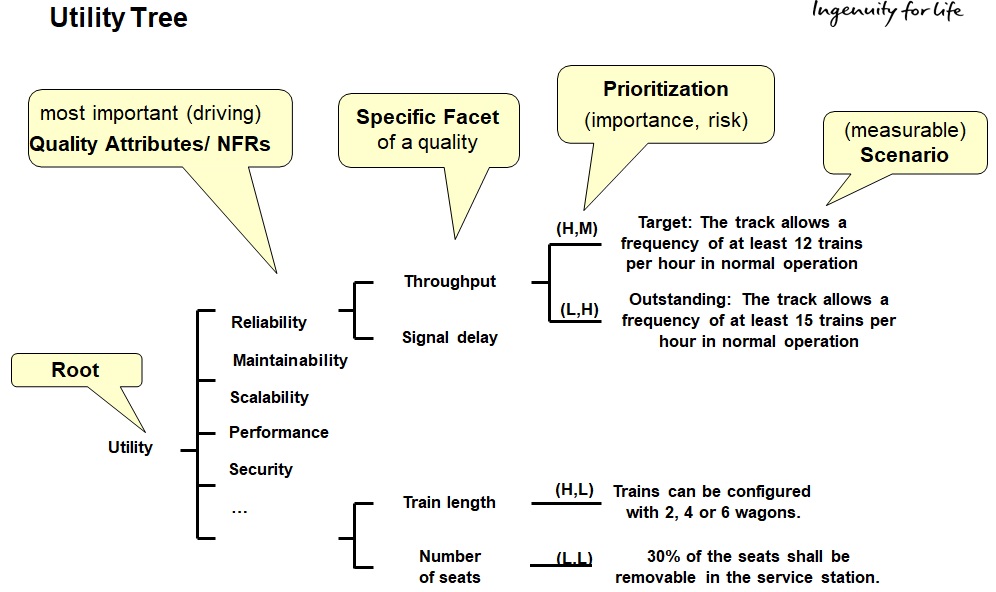 Utility Tree
Ingenuity for life
most important (driving)
Quality Attributes/ NFRs
Specific Facet
of a quality
Prioritization
(importance, risk)
(measurable)
Scenario
Root
Utility
Reliability
Maintainability
Scalability
Performance
Security
...
Throughput
Signal delay
(H,M)
Target: The track allows a
frequency of at least 12 trains
per hour in normal operation
(L,H)
Outstanding: The track allows a
frequency of at least 15 trains per
hour in normal operation
Train length
(H,L)
Trains can be configured
with 2, 4 or 6 wagons.
Number
of seats
(L,L)
30% of the seats shall be
removable in the service station.